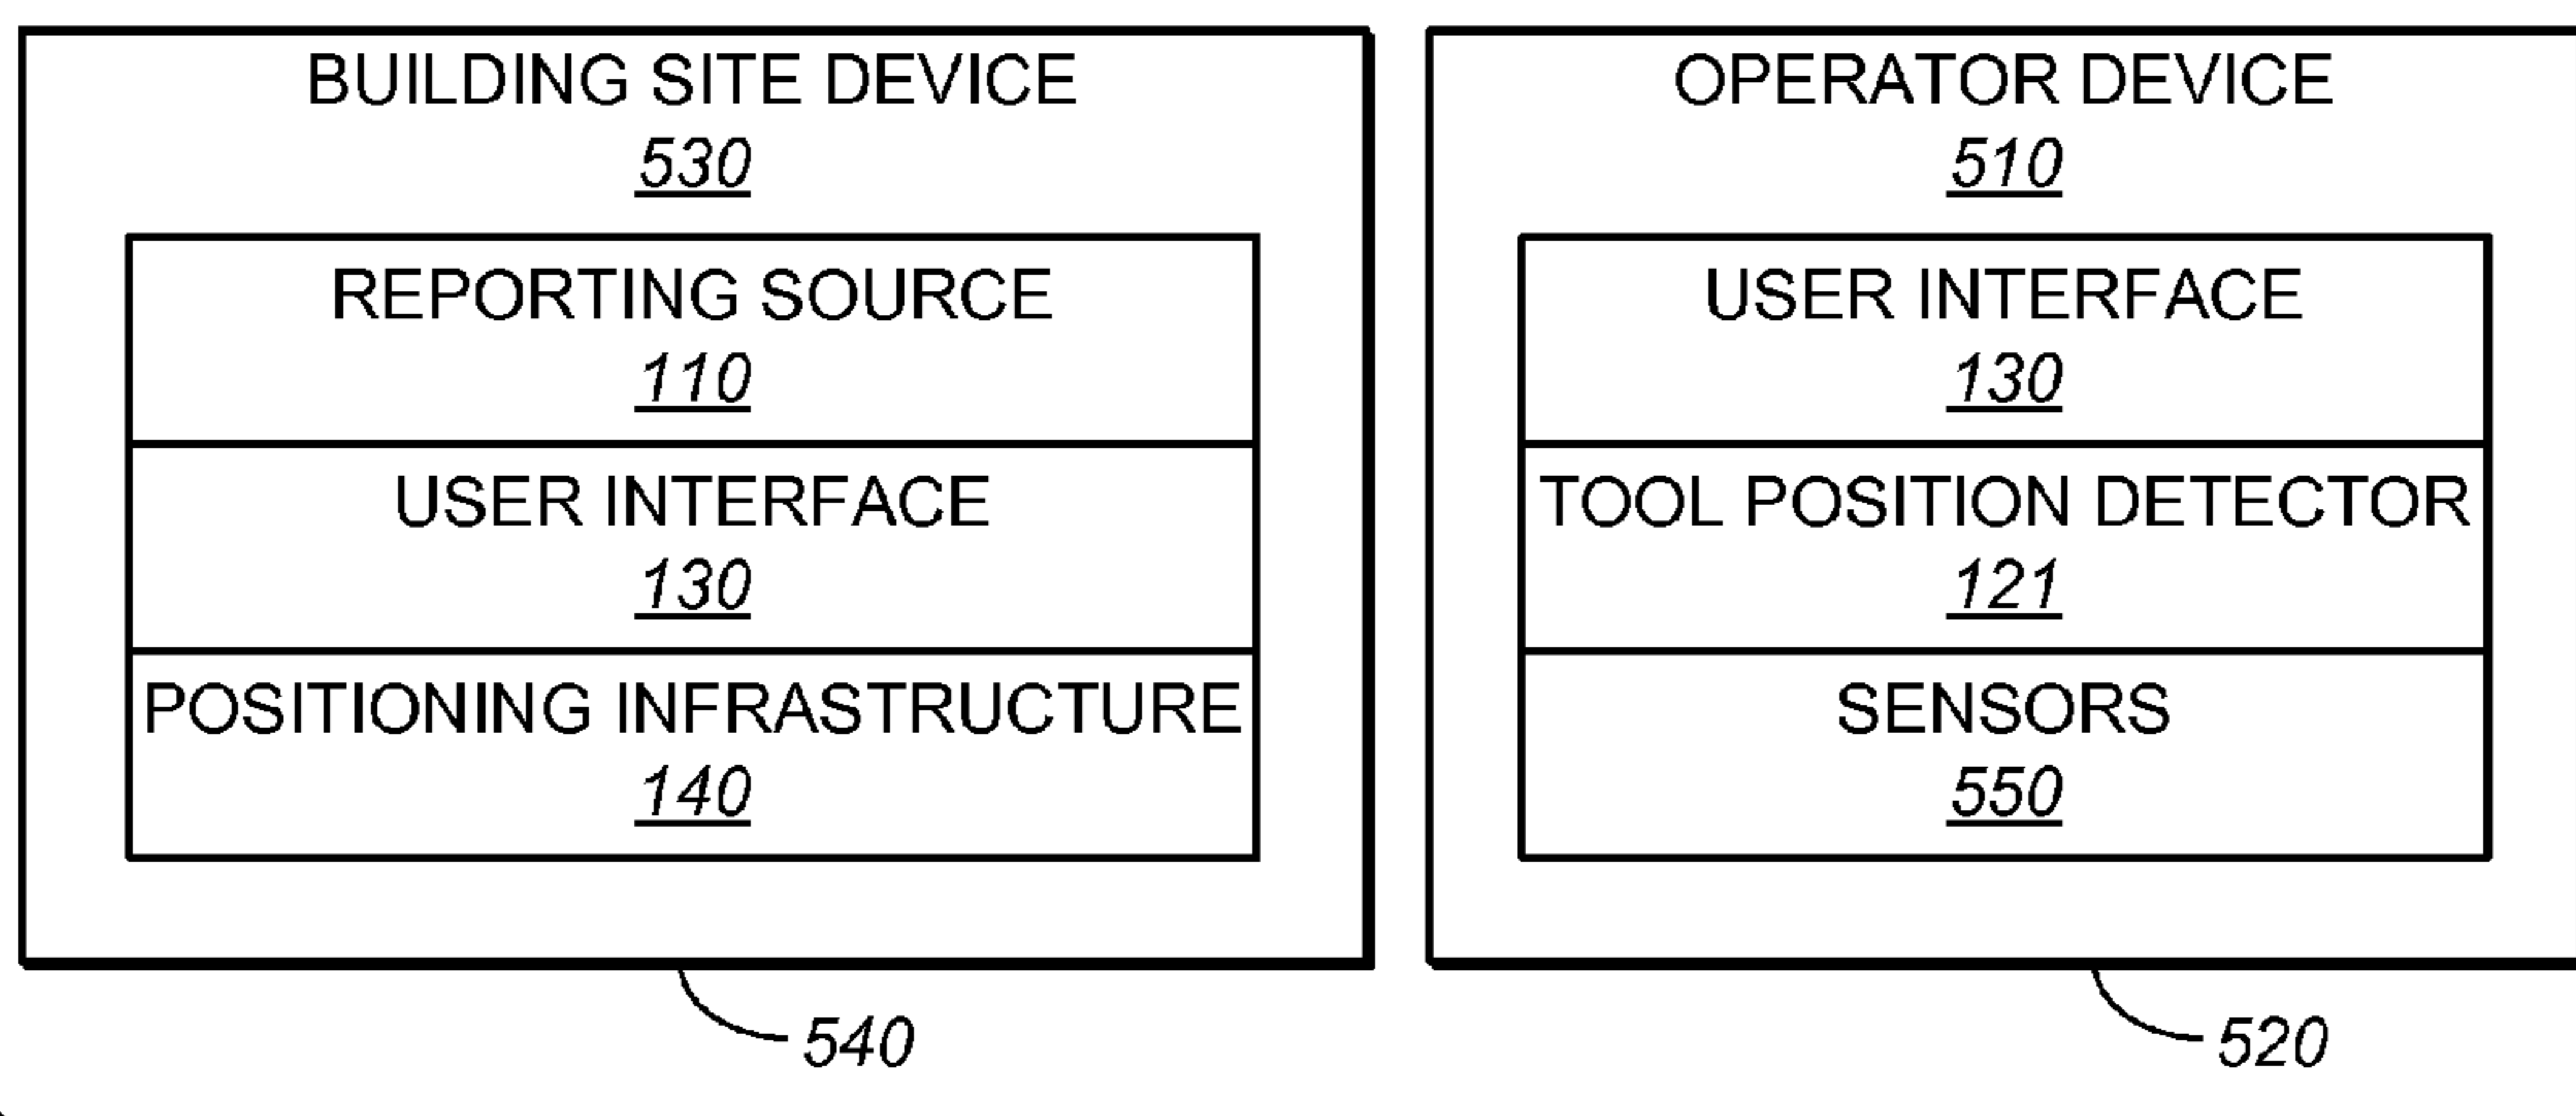 BUILDING SITE DEVICE
530
REPORTING SOURCE
110
USER INTERFACE
130
POSITIONING INFRASTRUCTURE
140
540
OPERATOR DEVICE
510
USER INTERFACE
130
TOOL POSITION DETECTOR
121
SENSORS
550
520